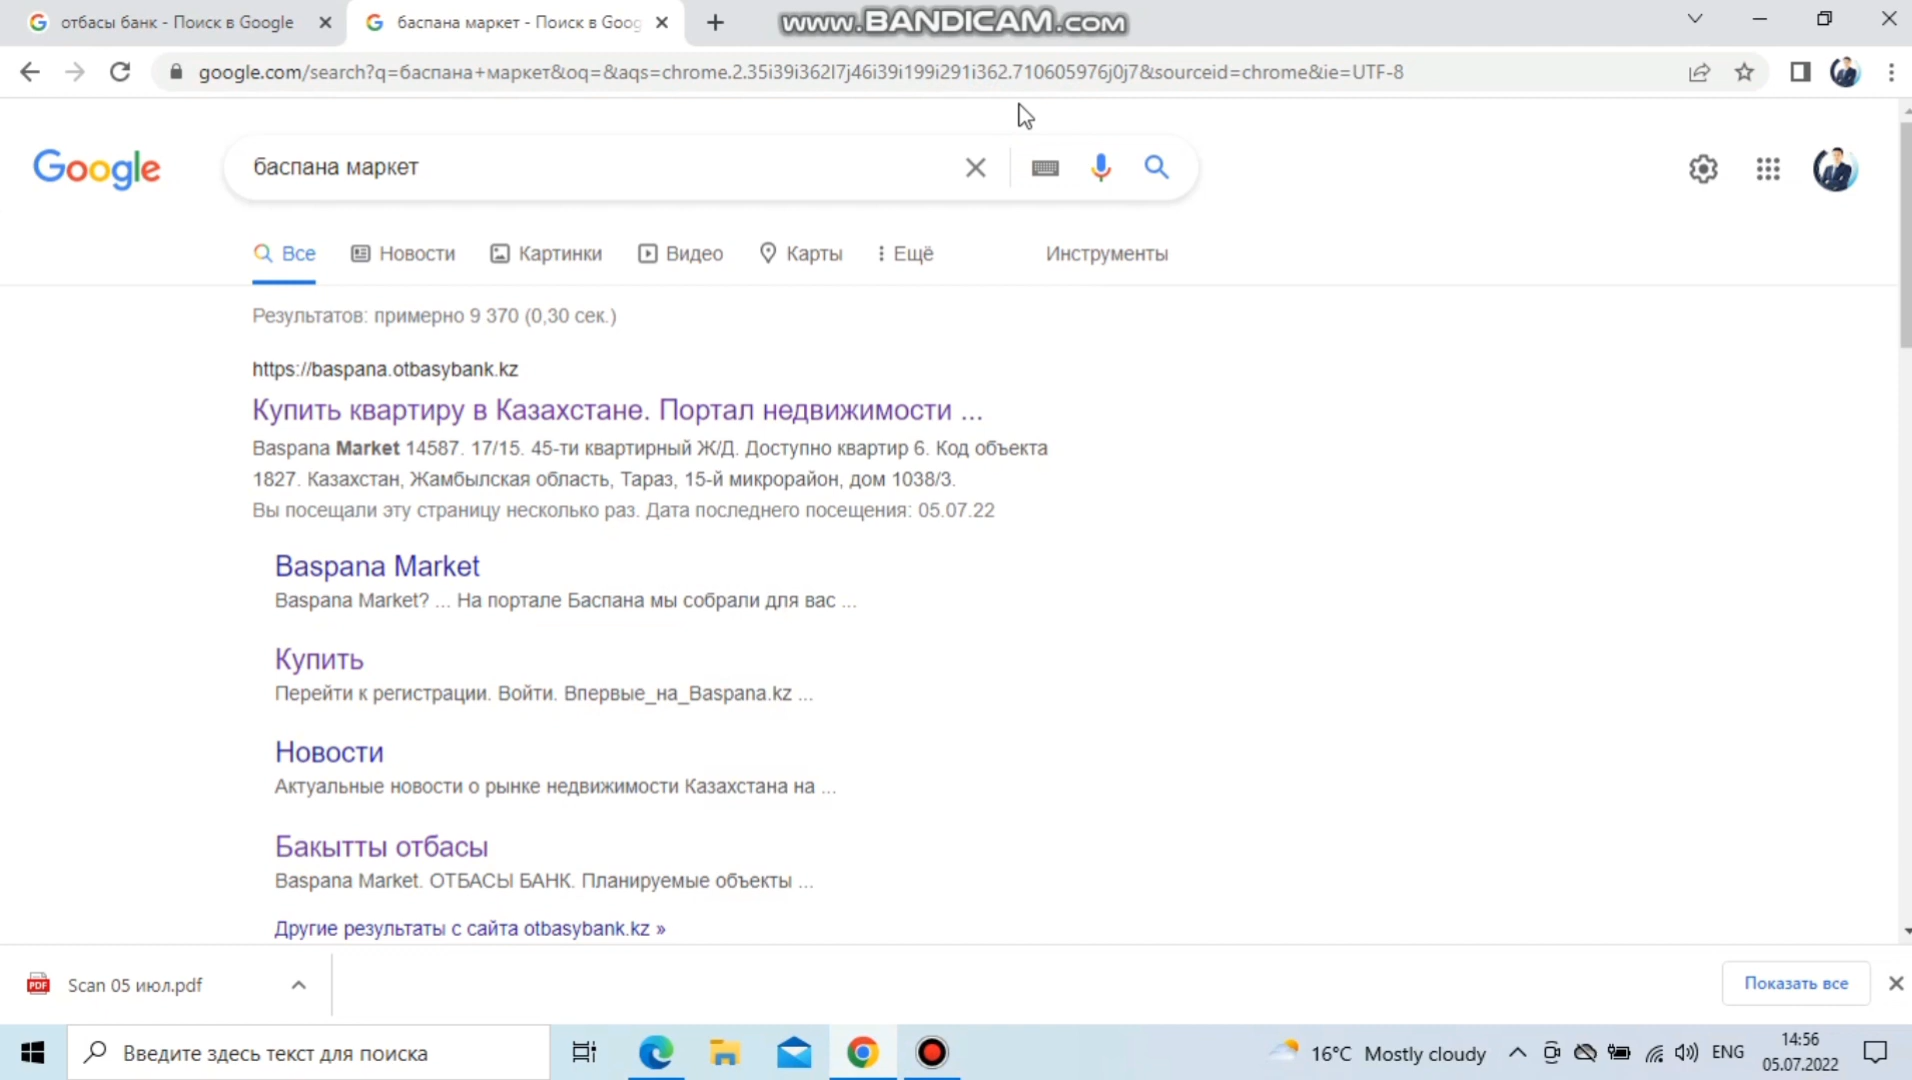 отбасы банк - Поиск в Google
баспана маркет - Поиск в Goog
www.BANDICAM.com
google.com/search?q=баспана+маркет&oq=&aqs=chrome.2.35i39i362l7j46i39i199i291i362.710605976j0j7&sourceid=chrome&ie=UTF-8
Google
баспана маркет
Все
Новости
Картинки
Видео
Карты
Ещё
Инструменты
Результатов: примерно 9 370 (0,30 сек.)
https://baspana.otbasybank.kz
Купить квартиру в Казахстане. Портал недвижимости ...
Baspana Market 14587. 17/15. 45-ти квартирный Ж/Д. Доступно квартир 6. Код объекта
1827. Казахстан, Жамбылская область, Тараз, 15-й микрорайон, дом 1038/3.
Вы посещали эту страницу несколько раз. Дата последнего посещения: 05.07.22
Baspana Market
Baspana Market? ... На портале Баспана мы собрали для вас ...
Купить
Перейти к регистрации. Войти. Впервые_на_Baspana.kz ...
Новости
Актуальные новости о рынке недвижимости Казахстана на ...
Бакытты отбасы
Baspana Market. ОТБАСЫ БАНК. Планируемые объекты ...
Другие результаты с сайта otbasybank.kz »
PDF
Scan 05 июл.pdf
Показать все
Введите здесь текст для поиска
16°C Mostly cloudy
ENG
14:56
05.07.2022